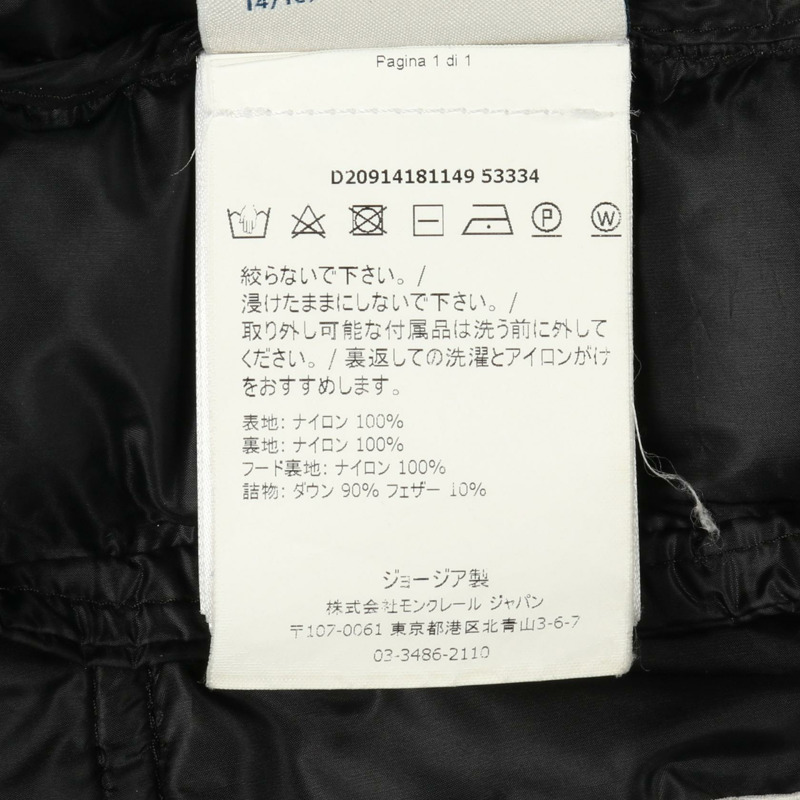 Pagina 1 di 1
D20914181149 53334
P W
絞らないで下さい。/
浸けたままにしないで下さい。/
取り外し可能な付属品は洗う前に外して
ください。/ 裏返しての洗濯とアイロンがけ
をおすすめします。
表地: ナイロン 100%
裏地: ナイロン 100%
フード裏地: ナイロン 100%
詰物: ダウン 90% フェザー 10%
ジョージア製
株式会社モンクレール ジャパン
〒107-0061 東京都港区北青山3-6-7
03-3486-2110